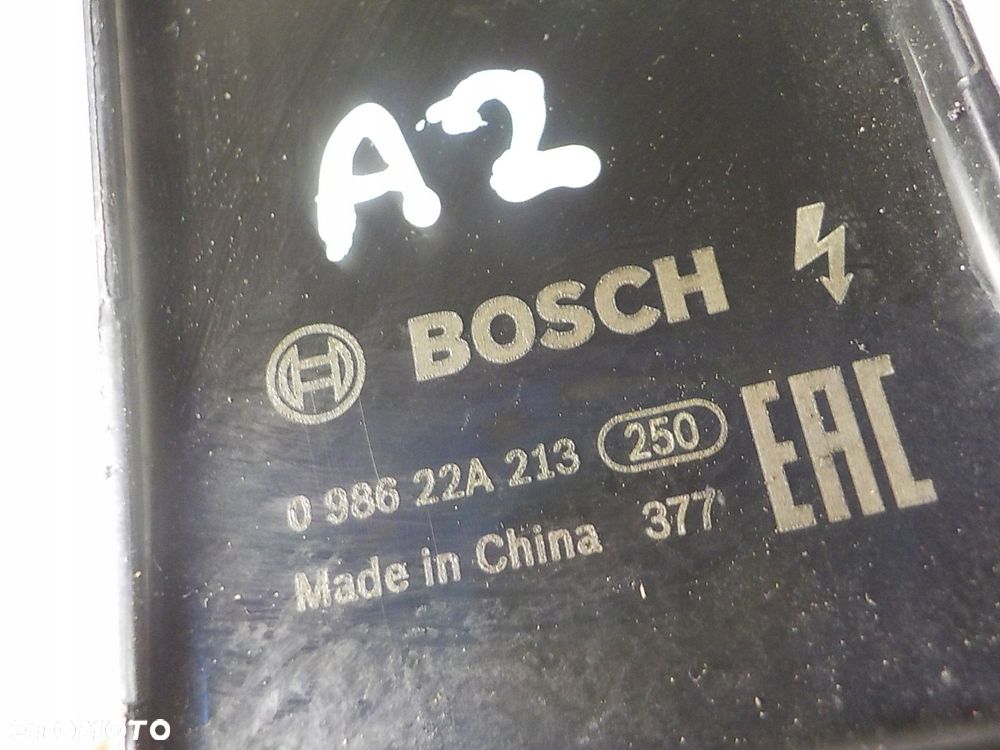 A2
BOSCH
0 986 22A 213 250
Made in China 377
EAC
OTOMOTO